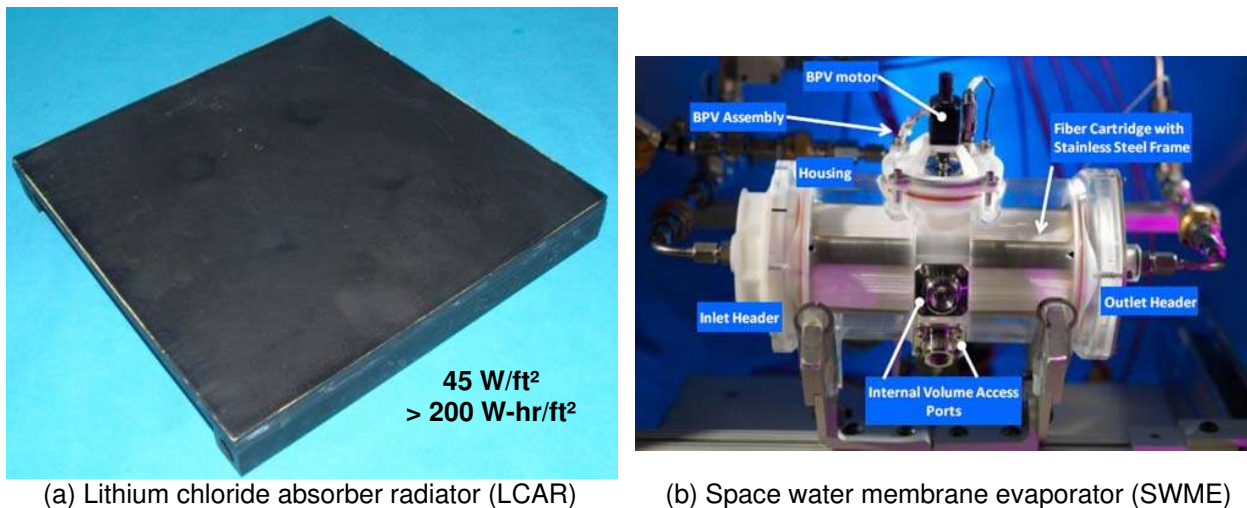 45 W/ft²
> 200 W-hr/ft²
(a) Lithium chloride absorber radiator (LCAR)
BPV motor
BPV Assembly
Fiber Cartridge with
Stainless Steel Frame
Housing
Inlet Header
Outlet Header
Internal Volume Access
Ports
(b) Space water membrane evaporator (SWME)